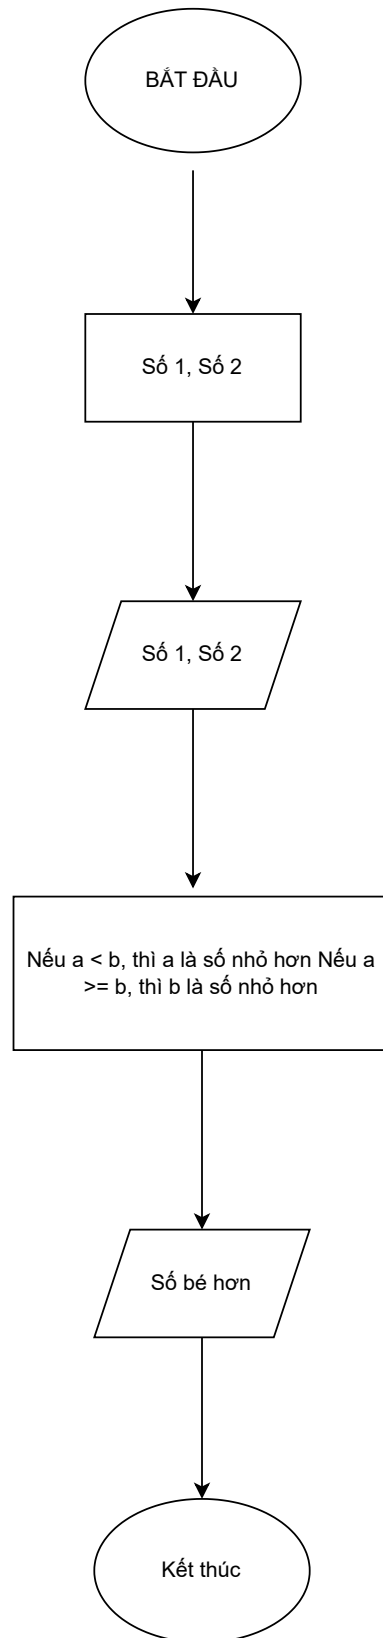 BẮT ĐẦU
Số 1, Số 2
Số 1, Số 2
Nếu a < b, thì a là số nhỏ hơn Nếu a
>= b, thì b là số nhỏ hơn
Số bé hơn
Kết thúc